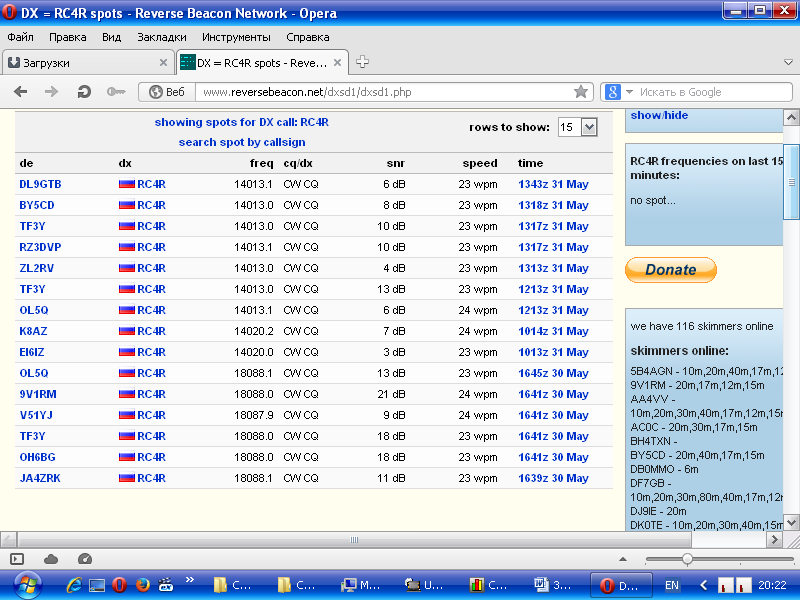 DX = RC4R spots - Reverse Beacon Network - Opera
Файл Правка Вид Закладки Инструменты Справка
Загрузки DX = RC4R spots - Reve...
Веб www.reversebeacon.net/dxsd1/dxsd1.php Искать в Google
showing spots for DX call: RC4R
search spot by callsign
rows to show: 15
de dx freq cq/dx snr speed time
DL9GTB RC4R 14013.1 CW CQ 6 dB 23 wpm 1343z 31 May
BY5CD RC4R 14013.0 CW CQ 8 dB 23 wpm 1318z 31 May
TF3Y RC4R 14013.0 CW CQ 10 dB 23 wpm 1317z 31 May
RZ3DVP RC4R 14013.1 CW CQ 10 dB 23 wpm 1317z 31 May
ZL2RV RC4R 14013.0 CW CQ 4 dB 23 wpm 1313z 31 May
TF3Y RC4R 14013.0 CW CQ 13 dB 23 wpm 1213z 31 May
OL5Q RC4R 14013.1 CW CQ 6 dB 24 wpm 1213z 31 May
K8AZ RC4R 14020.2 CW CQ 7 dB 24 wpm 1014z 31 May
EI6IZ RC4R 14020.0 CW CQ 3 dB 23 wpm 1013z 31 May
OL5Q RC4R 18088.1 CW CQ 13 dB 23 wpm 1645z 30 May
9V1RM RC4R 18088.0 CW CQ 21 dB 24 wpm 1641z 30 May
V51YJ RC4R 18087.9 CW CQ 9 dB 24 wpm 1641z 30 May
TF3Y RC4R 18088.0 CW CQ 18 dB 23 wpm 1641z 30 May
OH6BG RC4R 18088.0 CW CQ 18 dB 23 wpm 1641z 30 May
JA4ZRK RC4R 18088.1 CW CQ 11 dB 23 wpm 1639z 30 May
show/hide
RC4R frequencies on last 15
minutes:
no spot...
Donate
we have 116 skimmers online
skimmers online:
5B4AGN - 10m,20m,40m,17m,12
9V1RM - 20m,17m,12m,15m
AA4VV -
10m,20m,30m,40m,17m,12m,15m
AC0C - 20m,30m,17m,15m
BH4TXN -
BY5CD - 20m,40m,17m,15m
DB0MMO - 6m
DF7GB -
10m,20m,30m,80m,40m,17m,12m
DJ9IE - 20m
DK0TE - 10m,20m,30m,40m,15m
C... C... M... U... C... З... D... EN 20:22